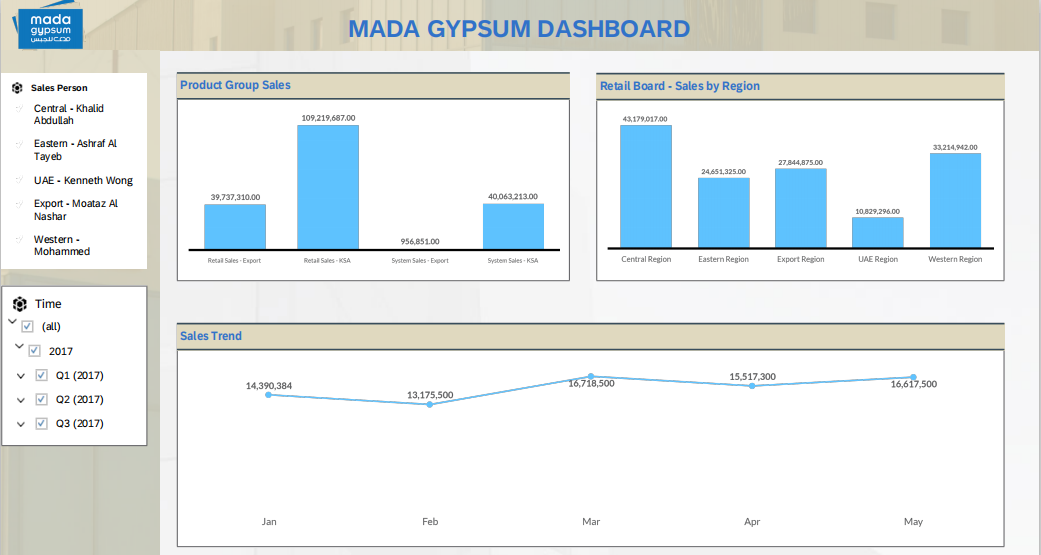 mada
gypsum
مدى للجبس
MADA GYPSUM DASHBOARD
Sales Person
Central - Khalid
Abdullah
Eastern - Ashraf Al
Tayeb
UAE - Kenneth Wong
Export - Moataz Al
Nashar
Western -
Mohammed
Time
(all)
2017
Q1 (2017)
Q2 (2017)
Q3 (2017)
Product Group Sales
109,219,687.00
39,737,310.00
40,063,213.00
956,851.00
Retail Sales - Export
Retail Sales - KSA
System Sales - Export
System Sales - KSA
Retail Board - Sales by Region
43,179,017.00
24,651,325.00
27,844,875.00
10,829,296.00
33,214,942.00
Central Region
Eastern Region
Export Region
UAE Region
Western Region
Sales Trend
14,390,384
13,175,500
16,718,500
15,517,300
16,617,500
Jan
Feb
Mar
Apr
May